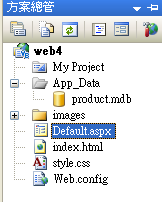 方案總管
web4
My Project
App_Data
product.mdb
images
Default.aspx
index.html
style.css
Web.config